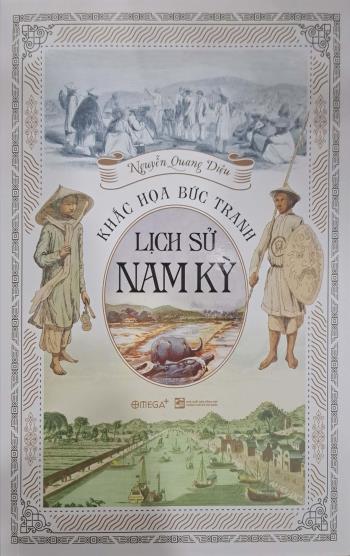 Nguyễn Quang Diệu
KHẮC HỌA BỨC TRANH
LỊCH SỬ
NAM KỲ
OMEGA+